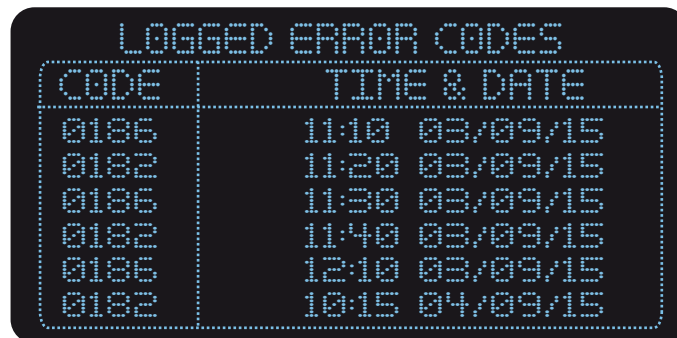 LOGGED ERROR CODES
CODE TIME & DATE
0186 11:10 03/09/15
0182 11:20 03/09/15
0186 11:30 03/09/15
0182 11:40 03/09/15
0186 12:10 03/09/15
0182 10:15 04/09/15